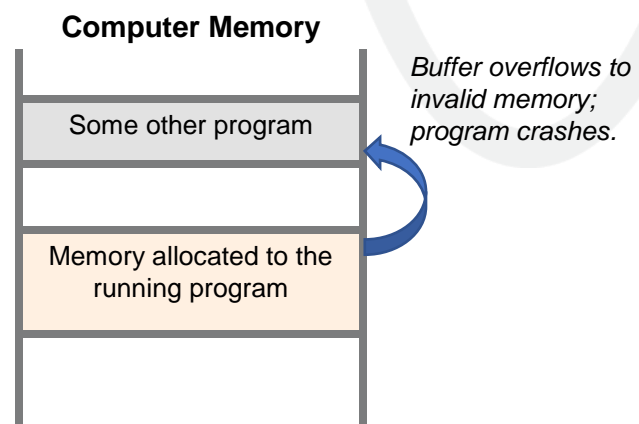 Computer Memory
Buffer overflows to
invalid memory;
program crashes.
Some other program
Memory allocated to the
running program